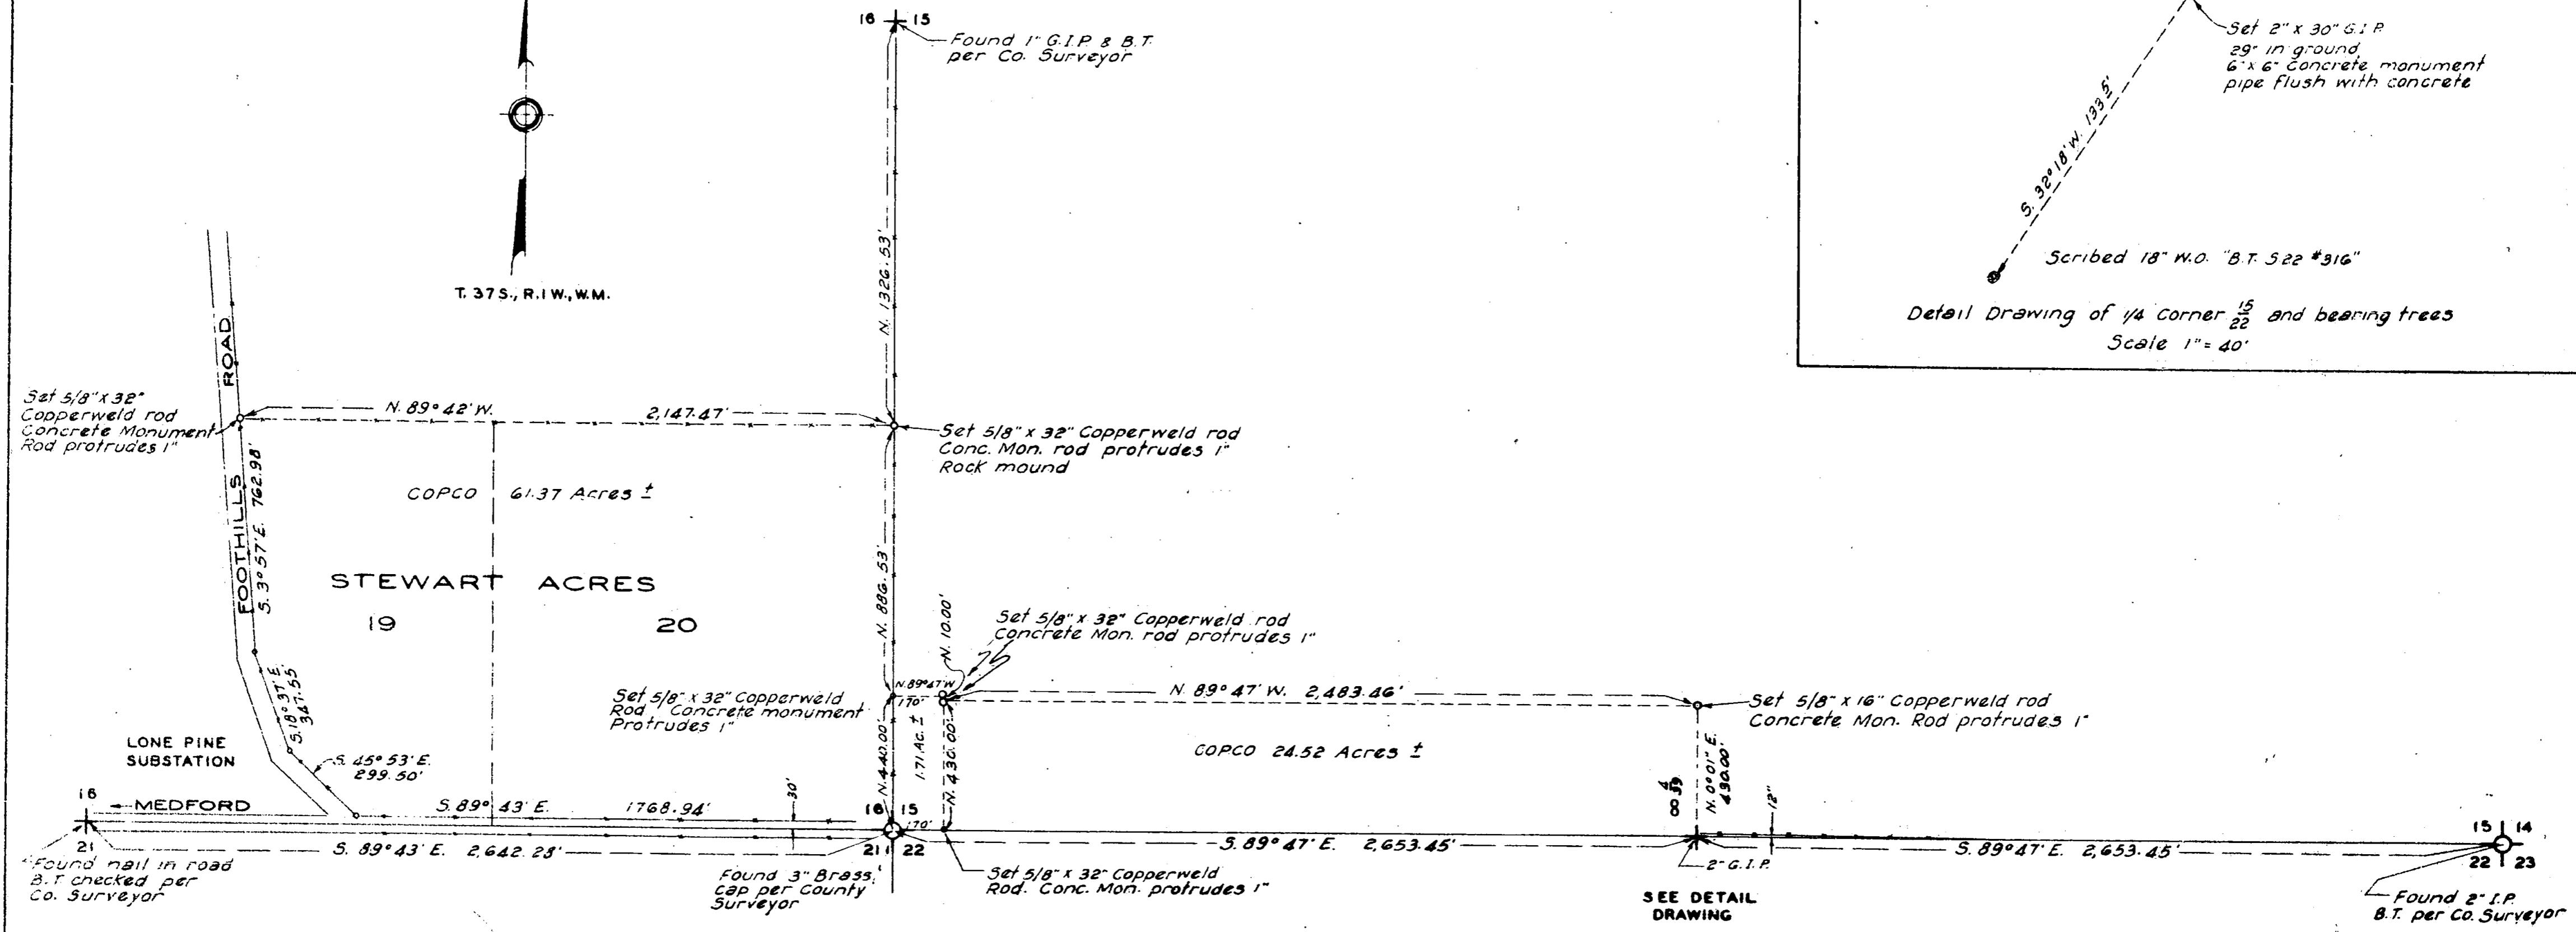 16 15
Found 1" G.I.P. & B.T.
per Co. Surveyor
Set 2" x 30" G.I.P.
29" in ground
6" x 6" Concrete monument
pipe flush with concrete
S. 32° 18' W. 133.5'
Scribed 18" W.O. "B.T. S22 #316"
Detail Drawing of 1/4 Corner 15/22 and bearing trees
Scale 1" = 40'
T. 37 S., R. 1 W., W.M.
N. 1326.53'
ROAD
FOOTHILLS
Set 5/8" x 32"
Copperweld rod
Concrete Monument
Rod protrudes 1"
N. 89° 42' W. 2,147.47'
Set 5/8" x 32" Copperweld rod
Conc. Mon. rod protrudes 1"
Rock mound
S. 3° 57' E. 762.98'
COPCO 61.37 Acres ±
STEWART ACRES
19 20
N. 886.53'
N. 10.00'
Set 5/8" x 32" Copperweld rod
Concrete Mon. rod protrudes 1"
S. 18° 37' E.
347.55'
Set 5/8" x 32" Copperweld
Rod Concrete monument
Protrudes 1"
N. 89° 47' W.
170'
N. 89° 47' W. 2,483.46'
Set 5/8" x 16" Copperweld rod
Concrete Mon. Rod protrudes 1"
N. 440.00'
1.71 Ac. ±
N. 430.00'
COPCO 24.52 Acres ±
N. 0° 01' E.
430.00'
LONE PINE
SUBSTATION
S. 45° 53' E.
299.50'
16
MEDFORD
S. 89° 43' E. 1768.94'
30'
16 15
170'
12"
21
S. 89° 43' E. 2,642.28'
21 22
S. 89° 47' E. 2,653.45'
2" G.I.P.
S. 89° 47' E. 2,653.45'
15 14
22 23
Found nail in road
B.T. checked per
Co. Surveyor
Found 3" Brass
cap per County
Surveyor
Set 5/8" x 32" Copperweld
Rod. Conc. Mon. protrudes 1"
SEE DETAIL
DRAWING
Found 2" I.P.
B.T. per Co. Surveyor